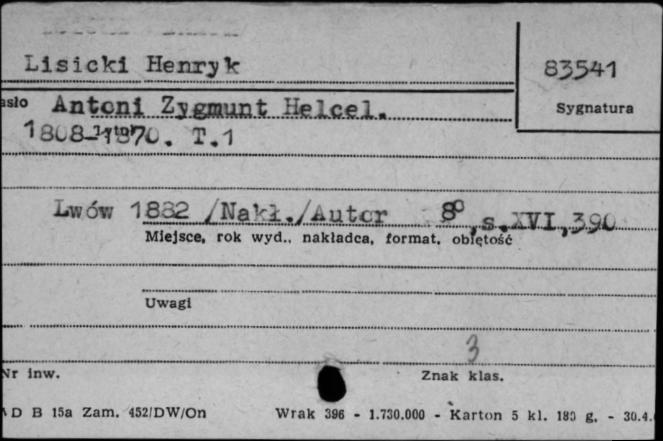 Lisicki Henryk
83541
Sygnatura
asło Antoni Zygmunt Helcel.
1808-1870. T.1
Lwów 1882 /Nakł./Autor 8º, s.XVI,390
Miejsce, rok wyd., nakładca, format, objętość
Uwagi
3
Nr inw.
Znak klas.
A D B 15a Zam. 452/DW/On Wrak 396 - 1.730.000 - Karton 5 kl. 180 g. - 30.4.